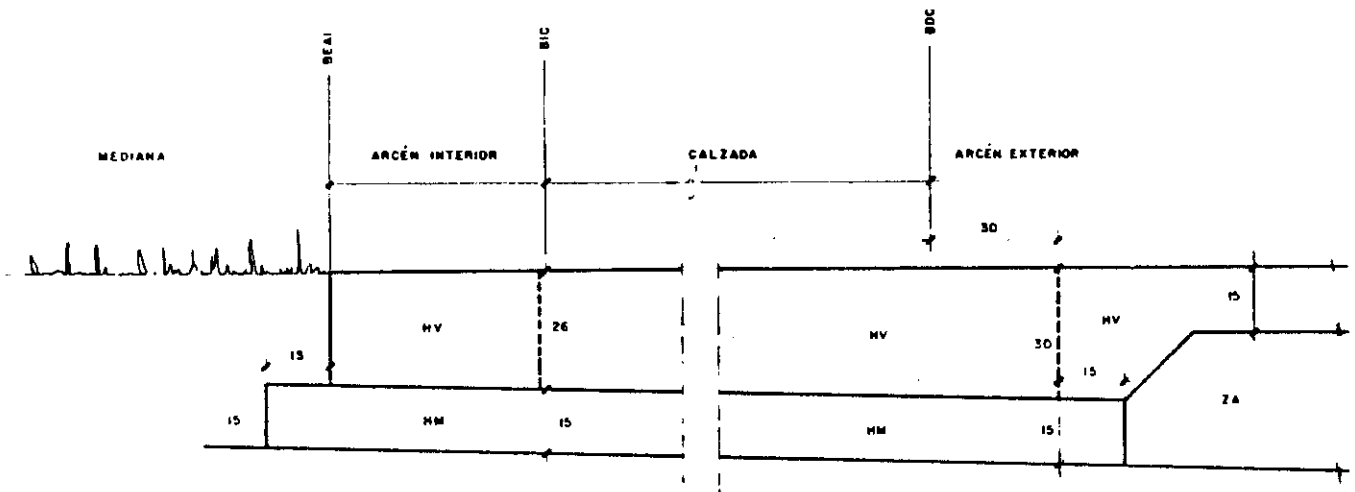 BEAI
BIC
BDC
MEDIANA
ARCÉN INTERIOR
CALZADA
ARCÉN EXTERIOR
30
HV
26
HV
HV
15
15
30
15
ZA
15
HM
15
HM
15